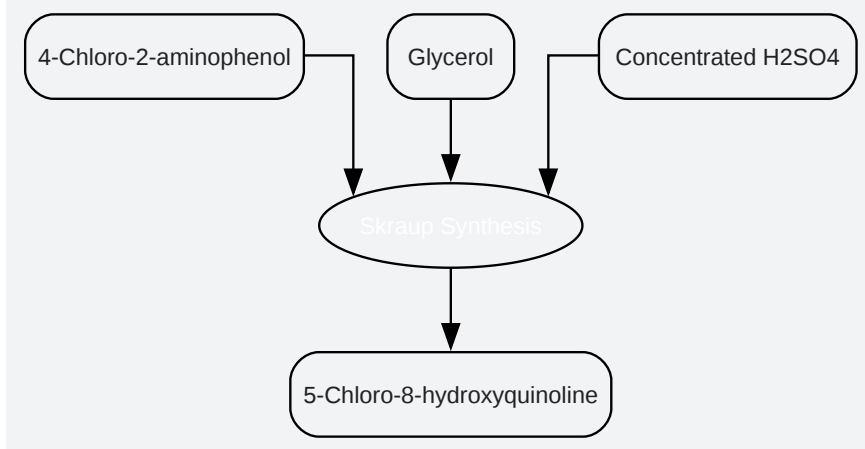 4-Chloro-2-aminophenol
Glycerol
Concentrated H2SO4
Skraup Synthesis
5-Chloro-8-hydroxyquinoline